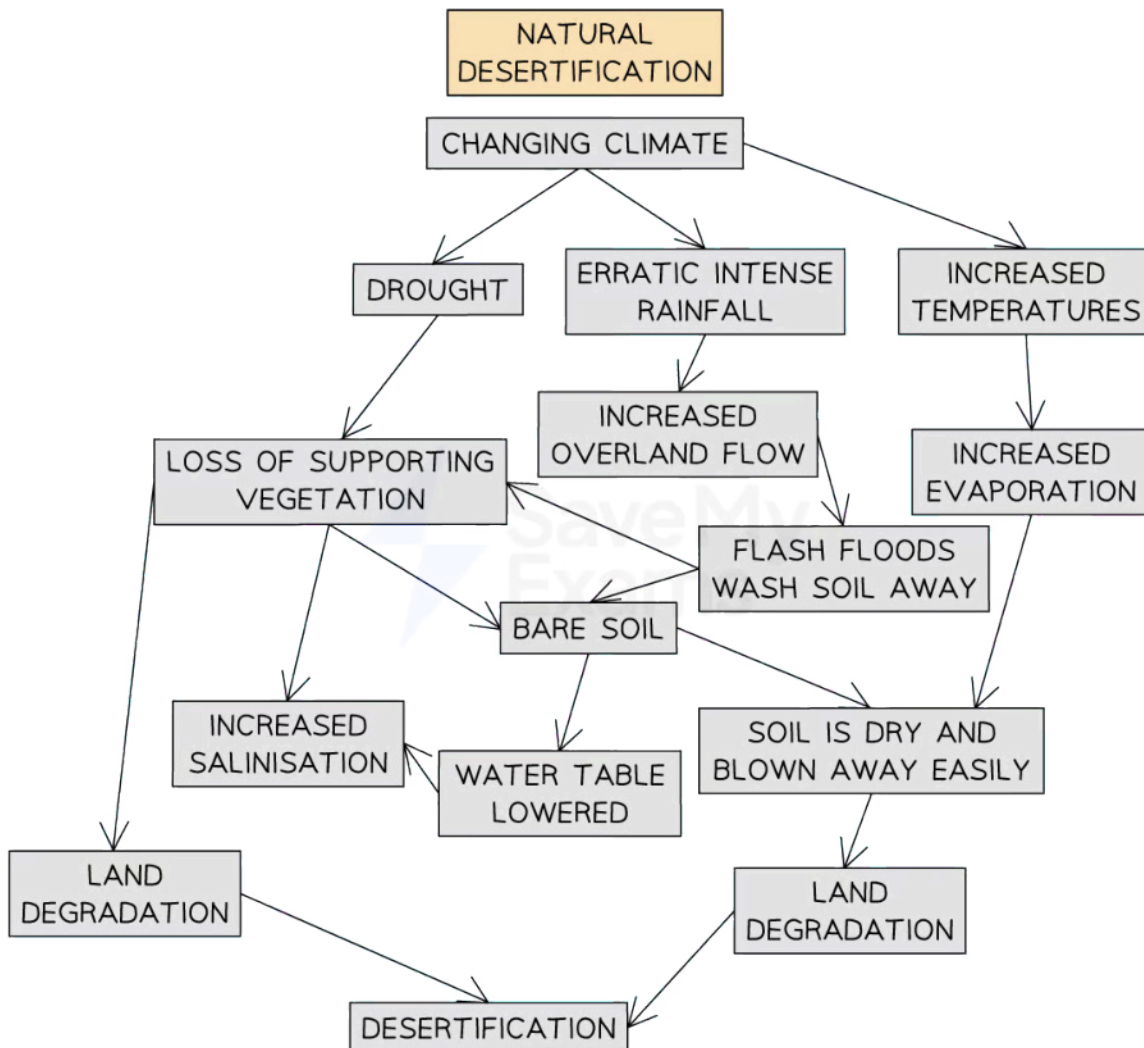 NATURAL
DESERTIFICATION
CHANGING CLIMATE
DROUGHT
ERRATIC INTENSE
RAINFALL
INCREASED
TEMPERATURES
INCREASED
OVERLAND FLOW
LOSS OF SUPPORTING
VEGETATION
INCREASED
EVAPORATION
FLASH FLOODS
WASH SOIL AWAY
SaveMy
Exams
BARE SOIL
INCREASED
SALINISATION
WATER TABLE
LOWERED
SOIL IS DRY AND
BLOWN AWAY EASILY
LAND
DEGRADATION
LAND
DEGRADATION
DESERTIFICATION